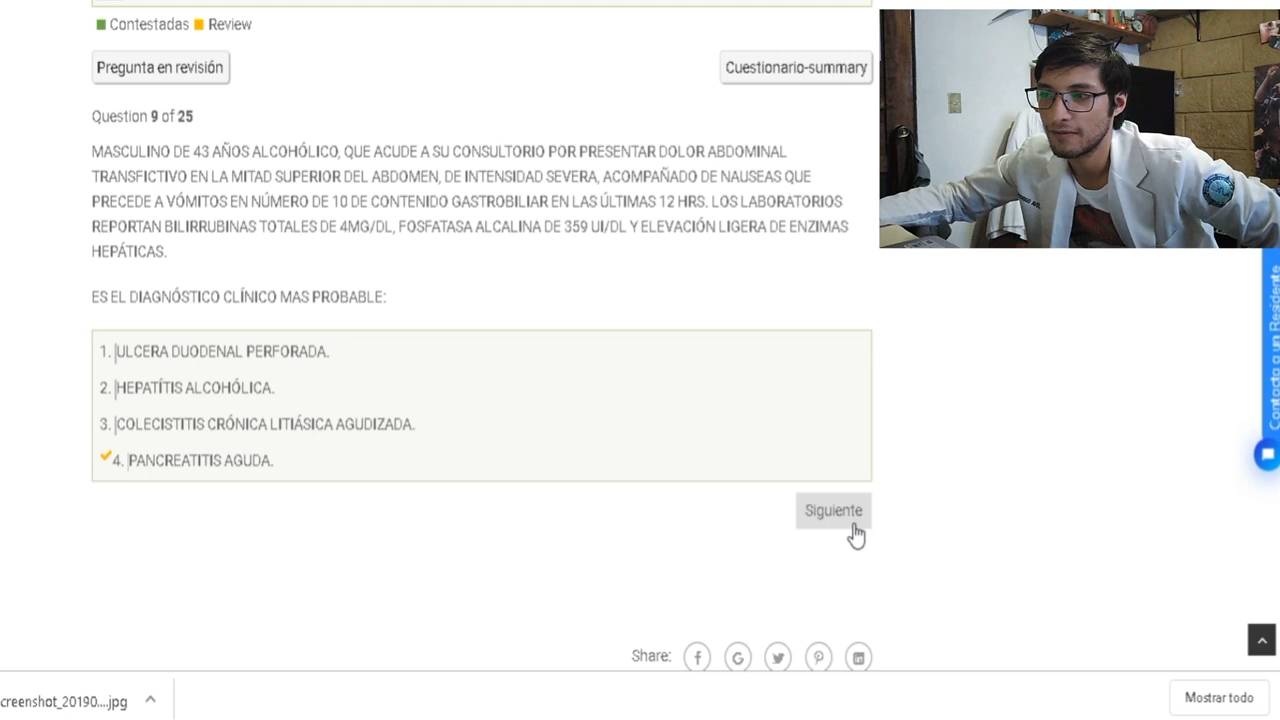 Contestadas Review
Pregunta en revisión
Cuestionario-summary
Question 9 of 25
MASCULINO DE 43 AÑOS ALCOHÓLICO, QUE ACUDE A SU CONSULTORIO POR PRESENTAR DOLOR ABDOMINAL
TRANSFICTIVO EN LA MITAD SUPERIOR DEL ABDOMEN, DE INTENSIDAD SEVERA, ACOMPAÑADO DE NAUSEAS QUE
PRECEDE A VÓMITOS EN NÚMERO DE 10 DE CONTENIDO GASTROBILIAR EN LAS ÚLTIMAS 12 HRS. LOS LABORATORIOS
REPORTAN BILIRRUBINAS TOTALES DE 4MG/DL, FOSFATASA ALCALINA DE 359 UI/DL Y ELEVACIÓN LIGERA DE ENZIMAS
HEPÁTICAS.
ES EL DIAGNÓSTICO CLÍNICO MAS PROBABLE:
1. ULCERA DUODENAL PERFORADA.
2. HEPATÍTIS ALCOHÓLICA.
3. COLECISTITIS CRÓNICA LITIÁSICA AGUDIZADA.
4. PANCREATITIS AGUDA.
Siguiente
Contacta a un Residente
Share:
creenshot_20190....jpg
Mostrar todo